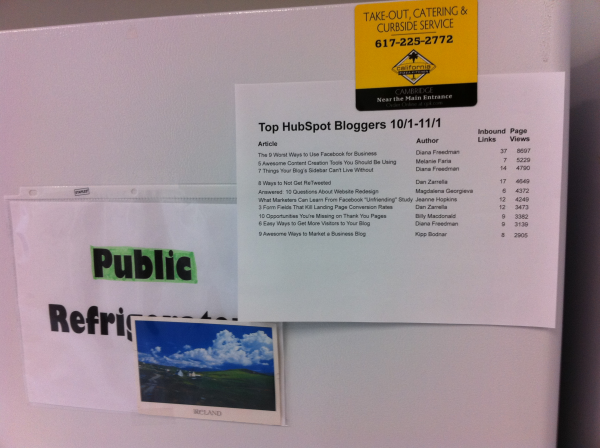 TAKE-OUT, CATERING &
CURBSIDE SERVICE
617-225-2772
california
CAMBRIDGE
Near the Main Entrance
Top HubSpot Bloggers 10/1-11/1
Article Author Inbound Links Page Views
The 9 Worst Ways to Use Facebook for Business Diana Freedman 37 8697
5 Awesome Content Creation Tools You Should Be Using Melanie Faria 7 5229
7 Things Your Blog's Sidebar Can't Live Without Diana Freedman 14 4790
8 Ways to Not Get ReTweeted Dan Zarrella 17 4649
Answered: 10 Questions About Website Redesign Magdalena Georgieva 6 4372
What Marketers Can Learn From Facebook "Unfriending" Study Jeanne Hopkins 12 4249
3 Form Fields That Kill Landing Page Conversion Rates Dan Zarrella 12 3473
10 Opportunities You're Missing on Thank You Pages Billy Macdonald 9 3382
6 Easy Ways to Get More Visitors to Your Blog Diana Freedman 9 3139
9 Awesome Ways to Market a Business Blog Kipp Bodnar 8 2906
STAPLES
Public
Refrigerator
IRELAND